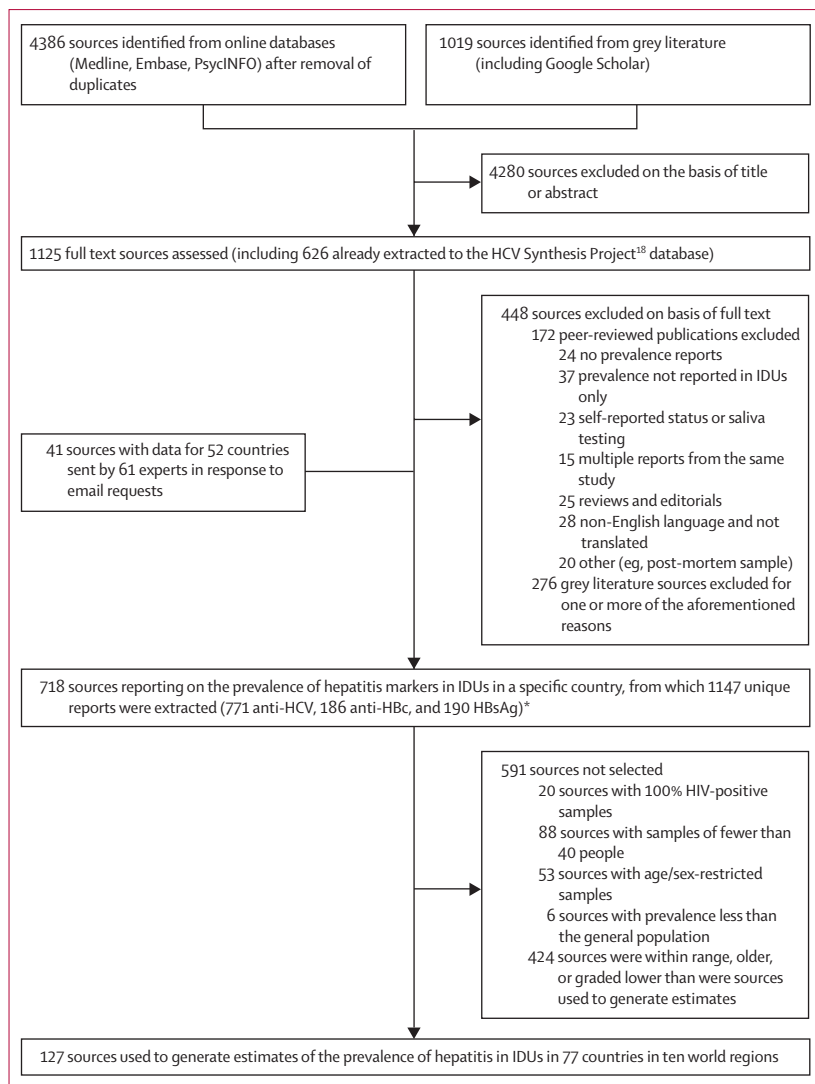 4386 sources identified from online databases
(Medline, Embase, PsycINFO) after removal of
duplicates
1019 sources identified from grey literature
(including Google Scholar)
4280 sources excluded on the basis of title
or abstract
1125 full text sources assessed (including 626 already extracted to the HCV Synthesis Project18 database)
448 sources excluded on basis of full text
172 peer-reviewed publications excluded
24 no prevalence reports
37 prevalence not reported in IDUs
only
23 self-reported status or saliva
testing
15 multiple reports from the same
study
25 reviews and editorials
28 non-English language and not
translated
20 other (eg, post-mortem sample)
276 grey literature sources excluded for
one or more of the aforementioned
reasons
41 sources with data for 52 countries
sent by 61 experts in response to
email requests
718 sources reporting on the prevalence of hepatitis markers in IDUs in a specific country, from which 1147 unique
reports were extracted (771 anti-HCV, 186 anti-HBc, and 190 HBsAg)*
591 sources not selected
20 sources with 100% HIV-positive
samples
88 sources with samples of fewer than
40 people
53 sources with age/sex-restricted
samples
6 sources with prevalence less than
the general population
424 sources were within range, older,
or graded lower than were sources
used to generate estimates
127 sources used to generate estimates of the prevalence of hepatitis in IDUs in 77 countries in ten world regions